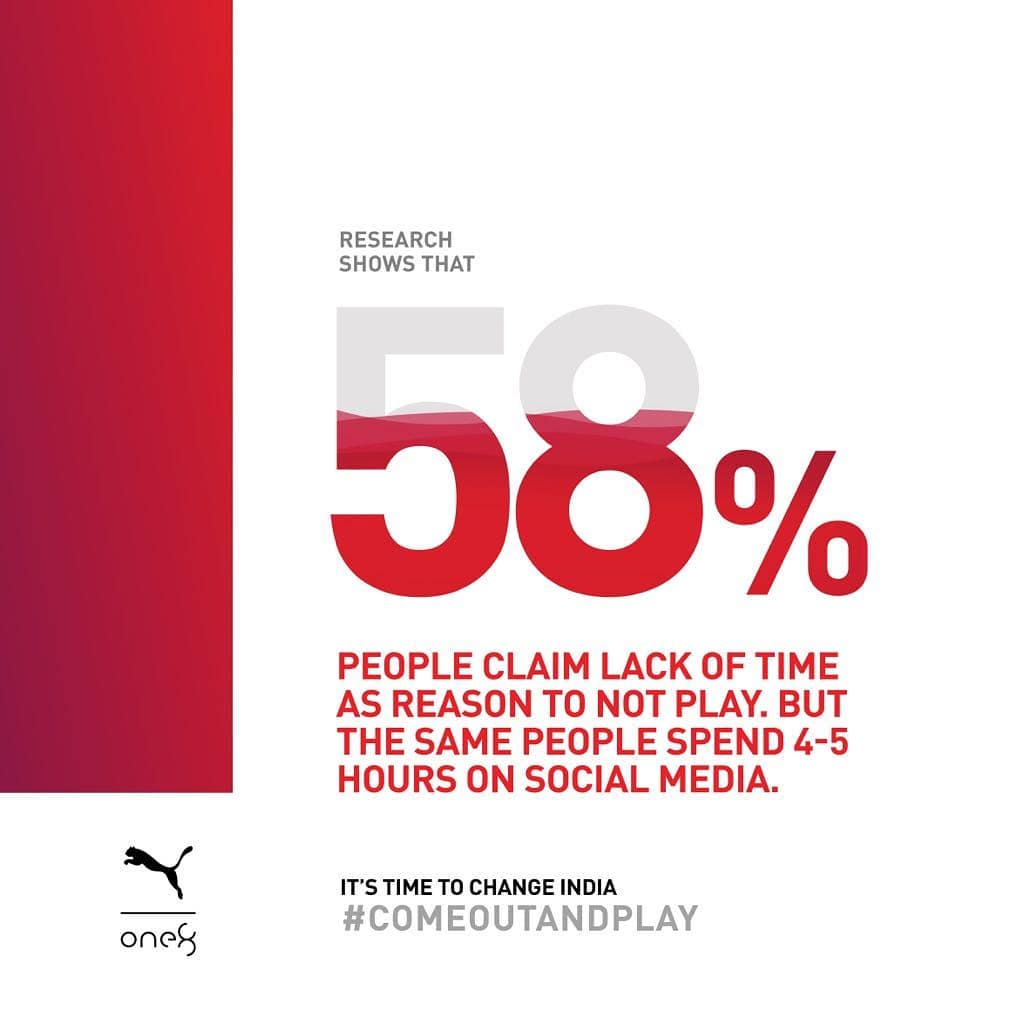 RESEARCH
SHOWS THAT
58%
PEOPLE CLAIM LACK OF TIME
AS REASON TO NOT PLAY. BUT
THE SAME PEOPLE SPEND 4-5
HOURS ON SOCIAL MEDIA.
IT'S TIME TO CHANGE INDIA
#COMEOUTANDPLAY
one8